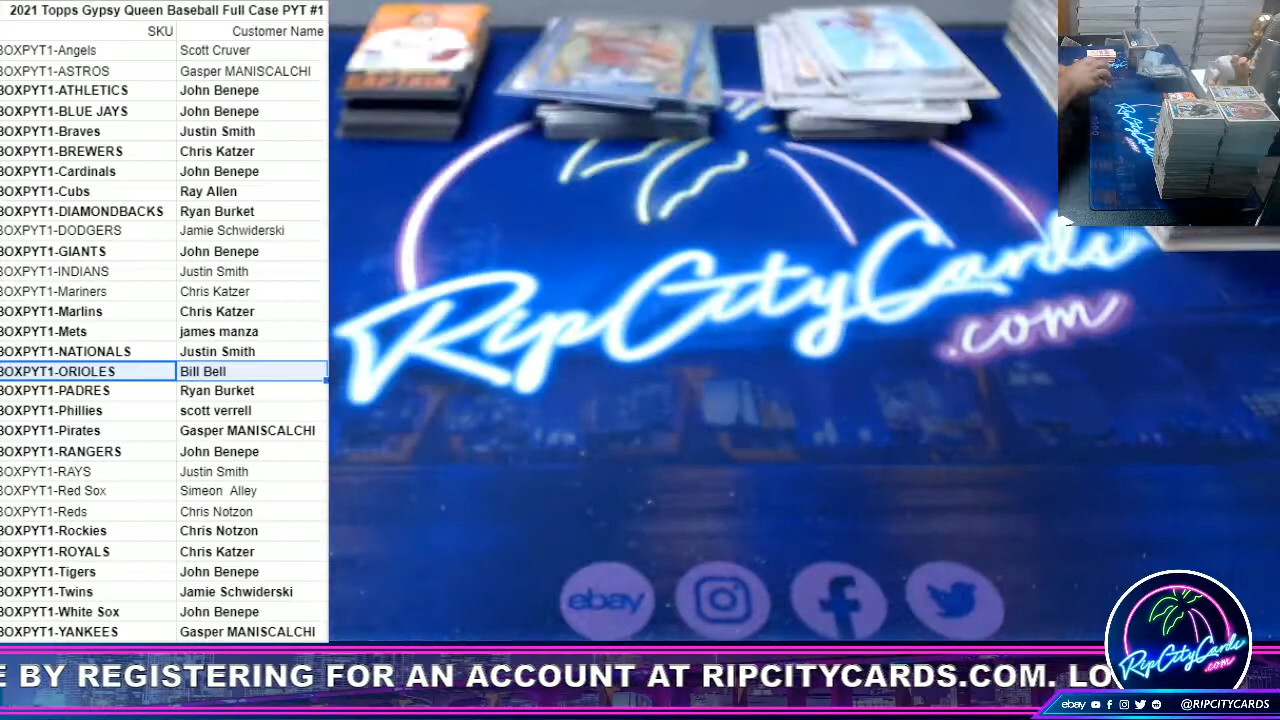 2021 Topps Gypsy Queen Baseball Full Case PYT #1
SKU Customer Name
BOXPYT1-Angels Scott Cruver
BOXPYT1-ASTROS Gasper MANISCALCHI
BOXPYT1-ATHLETICS John Benepe
BOXPYT1-BLUE JAYS John Benepe
BOXPYT1-Braves Justin Smith
BOXPYT1-BREWERS Chris Katzer
BOXPYT1-Cardinals John Benepe
BOXPYT1-Cubs Ray Allen
BOXPYT1-DIAMONDBACKS Ryan Burket
BOXPYT1-DODGERS Jamie Schwiderski
BOXPYT1-GIANTS John Benepe
BOXPYT1-INDIANS Justin Smith
BOXPYT1-Mariners Chris Katzer
BOXPYT1-Marlins Chris Katzer
BOXPYT1-Mets james manza
BOXPYT1-NATIONALS Justin Smith
BOXPYT1-ORIOLES Bill Bell
BOXPYT1-PADRES Ryan Burket
BOXPYT1-Phillies scott verrell
BOXPYT1-Pirates Gasper MANISCALCHI
BOXPYT1-RANGERS John Benepe
BOXPYT1-RAYS Justin Smith
BOXPYT1-Red Sox Simeon Alley
BOXPYT1-Reds Chris Notzon
BOXPYT1-Rockies Chris Notzon
BOXPYT1-ROYALS Chris Katzer
BOXPYT1-Tigers John Benepe
BOXPYT1-Twins Jamie Schwiderski
BOXPYT1-White Sox John Benepe
BOXPYT1-YANKEES Gasper MANISCALCHI
RipCityCards
.com
ebay
E BY REGISTERING FOR AN ACCOUNT AT RIPCITYCARDS.COM. LO
RipCityCards
.com
ebay @RIPCITYCARDS